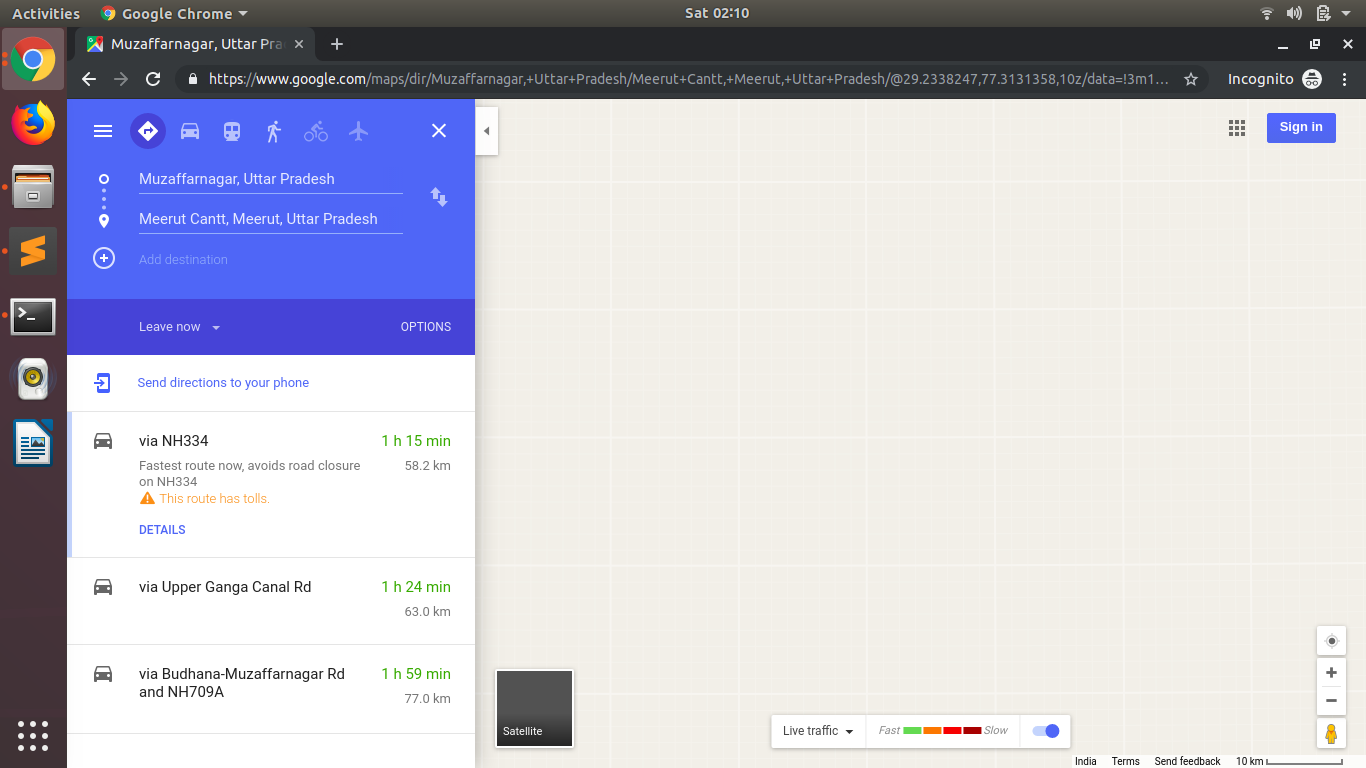 Activities
Google Chrome
Sat 02:10
Muzaffarnagar, Uttar Pra
https://www.google.com/maps/dir/Muzaffarnagar,+Uttar+Pradesh/Meerut+Cantt,+Meerut,+Uttar+Pradesh/@29.2338247,77.3131358,10z/data=!3m1...
Incognito
Sign in
Muzaffarnagar, Uttar Pradesh
Meerut Cantt, Meerut, Uttar Pradesh
Add destination
Leave now
OPTIONS
Send directions to your phone
via NH334
1 h 15 min
Fastest route now, avoids road closure
58.2 km
on NH334
This route has tolls.
DETAILS
via Upper Ganga Canal Rd
1 h 24 min
63.0 km
via Budhana-Muzaffarnagar Rd
1 h 59 min
and NH709A
77.0 km
Satellite
Live traffic
Fast
Slow
India
Terms
Send feedback
10 km